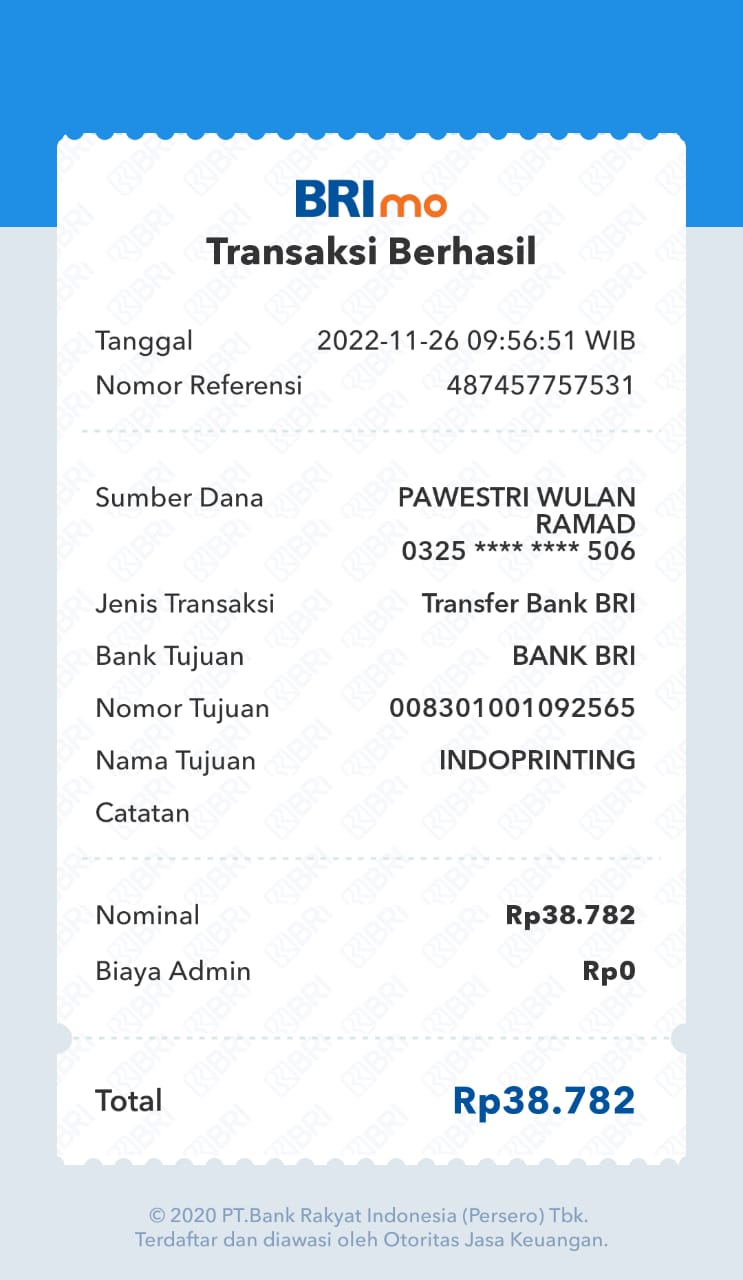 BRImo
Transaksi Berhasil
Tanggal 2022-11-26 09:56:51 WIB
Nomor Referensi 487457757531
Sumber Dana PAWESTRI WULAN
RAMAD
0325 **** **** 506
Jenis Transaksi Transfer Bank BRI
Bank Tujuan BANK BRI
Nomor Tujuan 008301001092565
Nama Tujuan INDOPRINTING
Catatan
Nominal Rp38.782
Biaya Admin Rp0
Total Rp38.782
© 2020 PT.Bank Rakyat Indonesia (Persero) Tbk.
Terdaftar dan diawasi oleh Otoritas Jasa Keuangan.